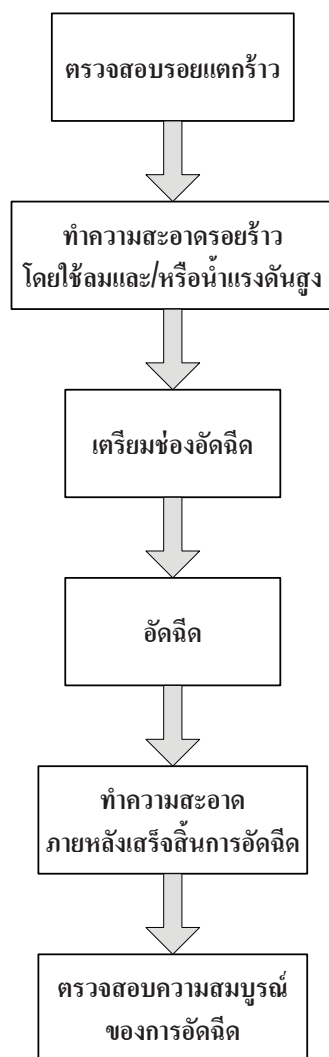 ตรวจสอบรอยแตกร้าว
ทำความสะอาดรอยร้าว
โดยใช้ลมและ/หรือน้ำแรงดันสูง
เตรียมช่องอัดฉีด
อัดฉีด
ทำความสะอาด
ภายหลังเสร็จสิ้นการอัดฉีด
ตรวจสอบความสมบูรณ์
ของการอัดฉีด